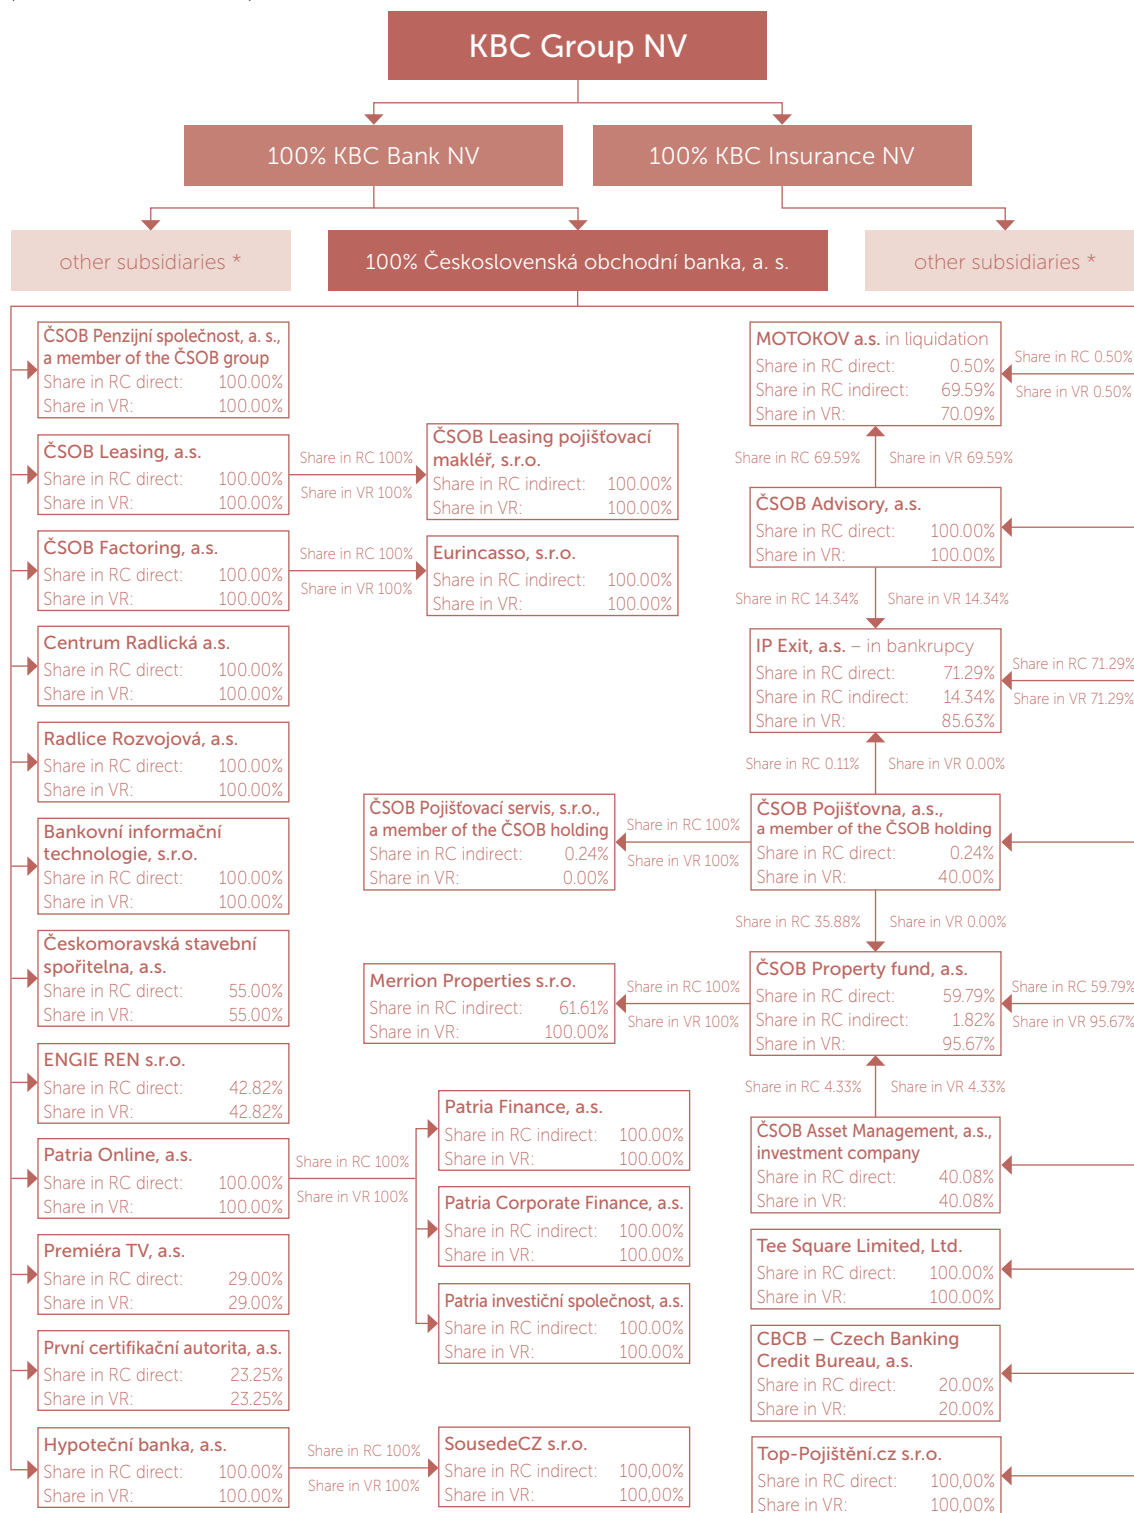 KBC Group NV
100% KBC Bank NV
100% KBC Insurance NV
other subsidiaries *
100% Československá obchodní banka, a. s.
other subsidiaries *
ČSOB Penzijní společnost, a. s.,
a member of the ČSOB group
Share in RC direct: 100.00%
Share in VR: 100.00%
ČSOB Leasing, a.s.
Share in RC direct: 100.00%
Share in VR: 100.00%
Share in RC 100%
Share in VR 100%
ČSOB Leasing pojišťovací
makléř, s.r.o.
Share in RC indirect: 100.00%
Share in VR: 100.00%
ČSOB Factoring, a.s.
Share in RC direct: 100.00%
Share in VR: 100.00%
Share in RC 100%
Share in VR 100%
Eurincasso, s.r.o.
Share in RC indirect: 100.00%
Share in VR: 100.00%
Centrum Radlická a.s.
Share in RC direct: 100.00%
Share in VR: 100.00%
Radlice Rozvojová, a.s.
Share in RC direct: 100.00%
Share in VR: 100.00%
Bankovní informační
technologie, s.r.o.
Share in RC direct: 100.00%
Share in VR: 100.00%
Českomoravská stavební
spořitelna, a.s.
Share in RC direct: 55.00%
Share in VR: 55.00%
ENGIE REN s.r.o.
Share in RC direct: 42.82%
Share in VR: 42.82%
Patria Online, a.s.
Share in RC direct: 100.00%
Share in VR: 100.00%
Share in RC 100%
Share in VR 100%
Patria Finance, a.s.
Share in RC indirect: 100.00%
Share in VR: 100.00%
Patria Corporate Finance, a.s.
Share in RC indirect: 100.00%
Share in VR: 100.00%
Patria investiční společnost, a.s.
Share in RC indirect: 100.00%
Share in VR: 100.00%
Premiéra TV, a.s.
Share in RC direct: 29.00%
Share in VR: 29.00%
První certifikační autorita, a.s.
Share in RC direct: 23.25%
Share in VR: 23.25%
Hypoteční banka, a.s.
Share in RC direct: 100.00%
Share in VR: 100.00%
Share in RC 100%
Share in VR 100%
SousedeCZ s.r.o.
Share in RC indirect: 100,00%
Share in VR: 100,00%
MOTOKOV a.s. in liquidation
Share in RC direct: 0.50%
Share in RC indirect: 69.59%
Share in VR: 70.09%
Share in RC 0.50%
Share in VR 0.50%
Share in RC 69.59%
Share in VR 69.59%
ČSOB Advisory, a.s.
Share in RC direct: 100.00%
Share in VR: 100.00%
Share in RC 14.34%
Share in VR 14.34%
IP Exit, a.s. – in bankrupcy
Share in RC direct: 71.29%
Share in RC indirect: 14.34%
Share in VR: 85.63%
Share in RC 71.29%
Share in VR 71.29%
Share in RC 0.11%
Share in VR 0.00%
ČSOB Pojišťovací servis, s.r.o.,
a member of the ČSOB holding
Share in RC indirect: 0.24%
Share in VR: 0.00%
Share in RC 100%
Share in VR 100%
ČSOB Pojišťovna, a.s.,
a member of the ČSOB holding
Share in RC direct: 0.24%
Share in VR: 40.00%
Share in RC 35.88%
Share in VR 0.00%
Merrion Properties s.r.o.
Share in RC indirect: 61.61%
Share in VR: 100.00%
Share in RC 100%
Share in VR 100%
ČSOB Property fund, a.s.
Share in RC direct: 59.79%
Share in RC indirect: 1.82%
Share in VR: 95.67%
Share in RC 59.79%
Share in VR 95.67%
Share in RC 4.33%
Share in VR 4.33%
ČSOB Asset Management, a.s.,
investment company
Share in RC direct: 40.08%
Share in VR: 40.08%
Tee Square Limited, Ltd.
Share in RC direct: 100.00%
Share in VR: 100.00%
CBCB – Czech Banking
Credit Bureau, a.s.
Share in RC direct: 20.00%
Share in VR: 20.00%
Top-Pojištění.cz s.r.o.
Share in RC direct: 100,00%
Share in VR: 100,00%